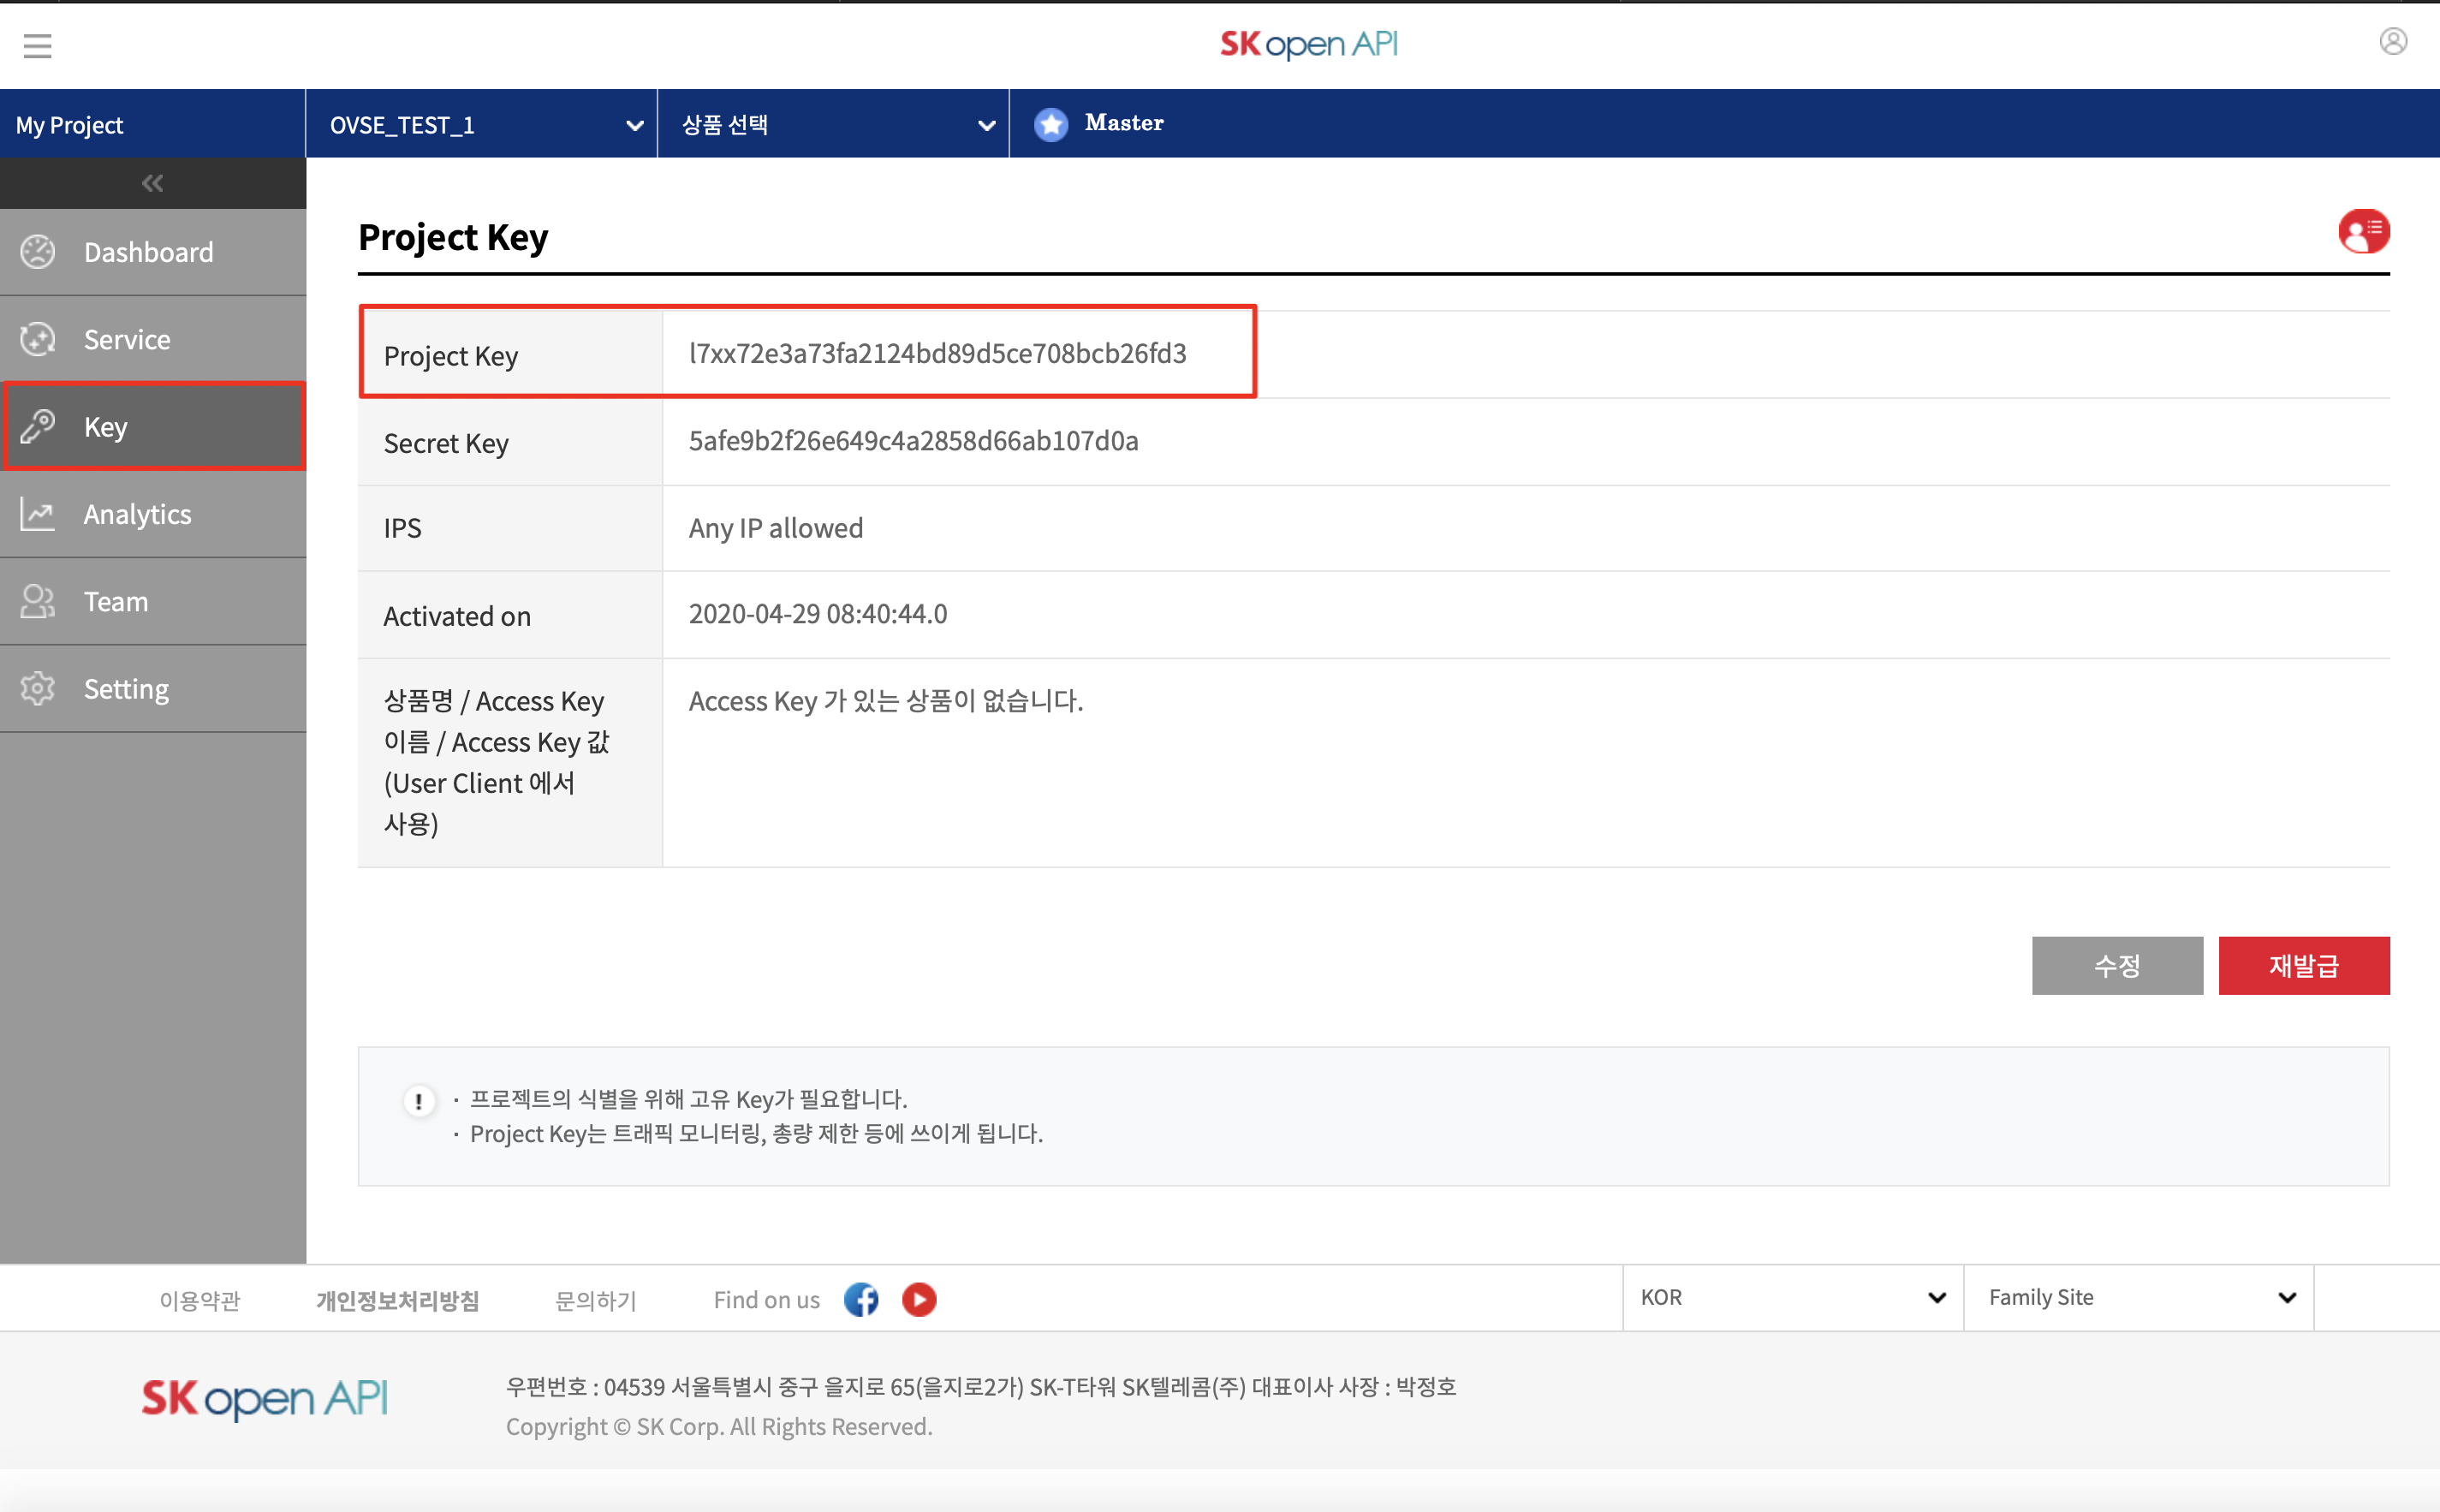 SK open API
My Project
OVSE_TEST_1
상품 선택
Master
Dashboard
Service
Key
Analytics
Team
Setting
Project Key
Project Key
l7xx72e3a73fa2124bd89d5ce708bcb26fd3
Secret Key
5afe9b2f26e649c4a2858d66ab107d0a
IPS
Any IP allowed
Activated on
2020-04-29 08:40:44.0
상품명 / Access Key
이름 / Access Key 값
(User Client 에서
사용)
Access Key 가 있는 상품이 없습니다.
수정
재발급
· 프로젝트의 식별을 위해 고유 Key가 필요합니다.
· Project Key는 트래픽 모니터링, 총량 제한 등에 쓰이게 됩니다.
이용약관
개인정보처리방침
문의하기
Find on us
KOR
Family Site
SK open API
우편번호 : 04539 서울특별시 중구 을지로 65(을지로2가) SK-T타워 SK텔레콤(주) 대표이사 사장 : 박정호
Copyright © SK Corp. All Rights Reserved.